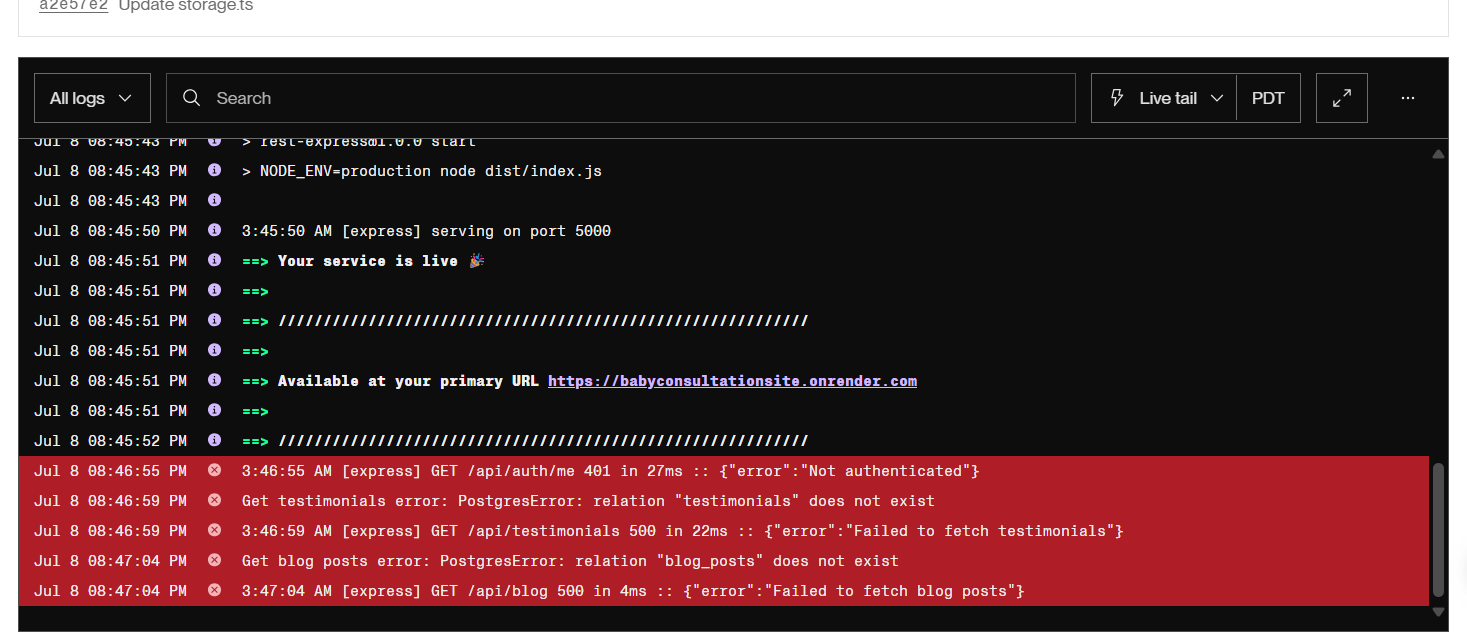 a2e57e2 Update storage.ts
All logs
Search
Live tail
PDT
Jul 8 08:45:43 PM > rest-express@1.0.0 start
Jul 8 08:45:43 PM > NODE_ENV=production node dist/index.js
Jul 8 08:45:43 PM
Jul 8 08:45:50 PM 3:45:50 AM [express] serving on port 5000
Jul 8 08:45:51 PM ==> Your service is live 🎉
Jul 8 08:45:51 PM ==>
Jul 8 08:45:51 PM ==> ///////////////////////////////////////////////////////////
Jul 8 08:45:51 PM ==>
Jul 8 08:45:51 PM ==> Available at your primary URL https://babyconsultationsite.onrender.com
Jul 8 08:45:51 PM ==>
Jul 8 08:45:52 PM ==> ///////////////////////////////////////////////////////////
Jul 8 08:46:55 PM 3:46:55 AM [express] GET /api/auth/me 401 in 27ms :: {"error":"Not authenticated"}
Jul 8 08:46:59 PM Get testimonials error: PostgresError: relation "testimonials" does not exist
Jul 8 08:46:59 PM 3:46:59 AM [express] GET /api/testimonials 500 in 22ms :: {"error":"Failed to fetch testimonials"}
Jul 8 08:47:04 PM Get blog posts error: PostgresError: relation "blog_posts" does not exist
Jul 8 08:47:04 PM 3:47:04 AM [express] GET /api/blog 500 in 4ms :: {"error":"Failed to fetch blog posts"}